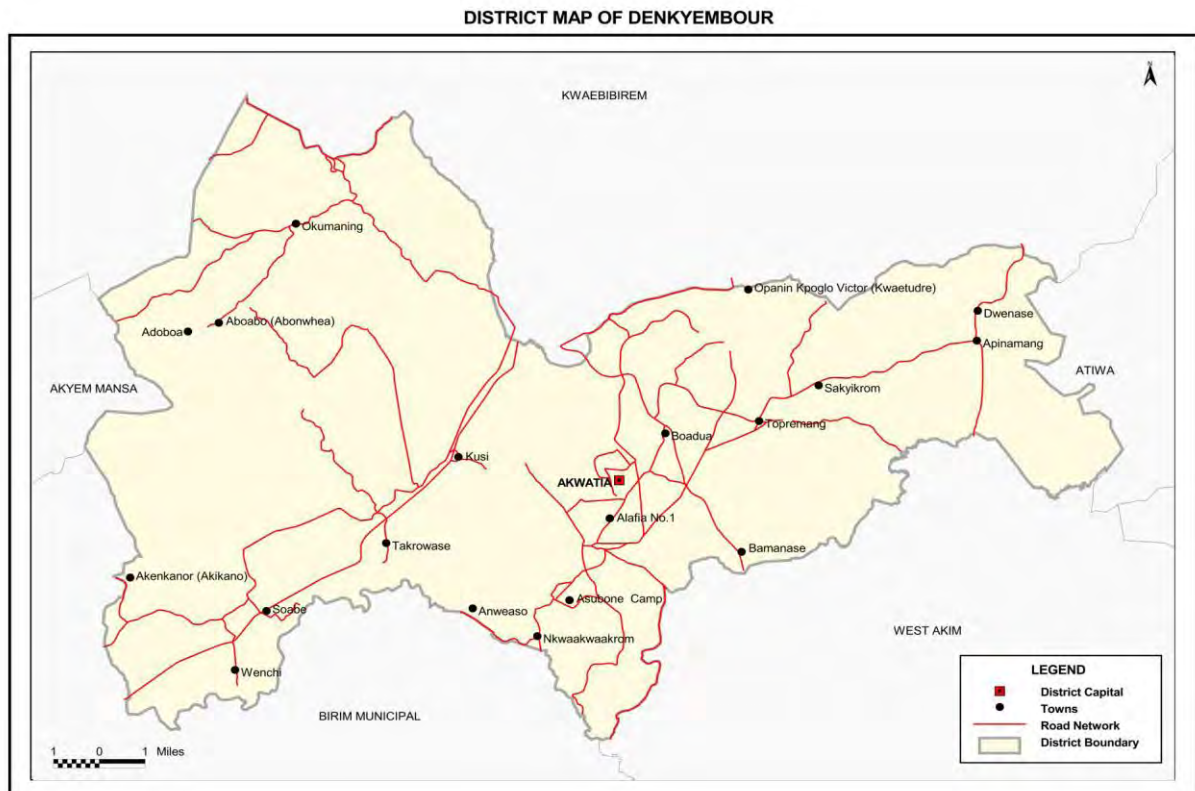 DISTRICT MAP OF DENKYEMBOUR
N
KWAEBIBIREM
Okumaning
Opanin Kpoglo Victor (Kwaetudre)
Dwenase
Aboabo (Abonwhea)
Adoboa
Apinamang
ATIWA
AKYEM MANSA
Sakyikrom
Topremang
Boadua
Kusi
AKWATIA
Alafia No.1
Takrowase
Bamanase
Akenkanor (Akikano)
Asubone Camp
Soabe
Anweaso
WEST AKIM
Nkwaakwaakrom
Wenchi
BIRIM MUNICIPAL
LEGEND
District Capital
Towns
Road Network
District Boundary
1 0 1 Miles